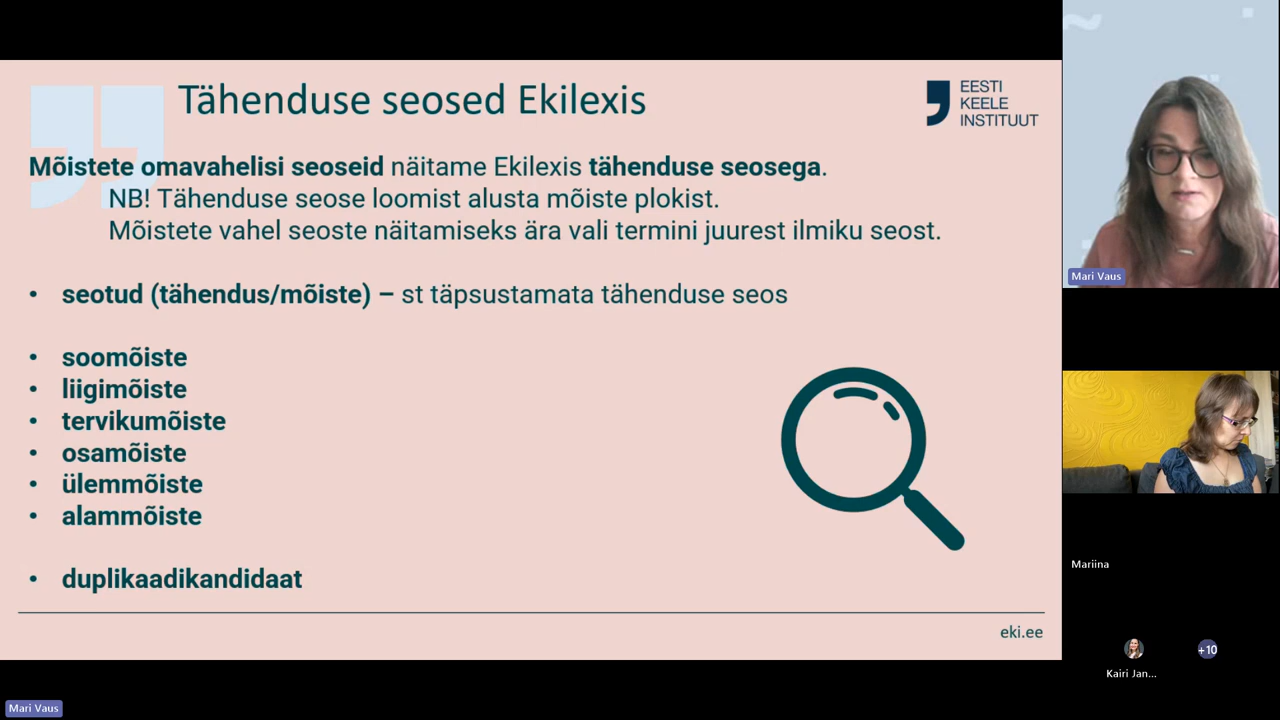 Tähenduse seosed Ekilexis
EESTI
KEELE
INSTITUUT
Mõistete omavahelisi seoseid näitame Ekilexis tähenduse seosega.
NB! Tähenduse seose loomist alusta mõiste plokist.
Mõistete vahel seoste näitamiseks ära vali termini juurest ilmiku seost.
• seotud (tähendus/mõiste) – st täpsustamata tähenduse seos
• soomõiste
• liigimõiste
• tervikumõiste
• osamõiste
• ülemmõiste
• alammõiste
• duplikaadikandidaat
eki.ee
Mari Vaus
Mariina
+10
Kairi Jan...
Mari Vaus